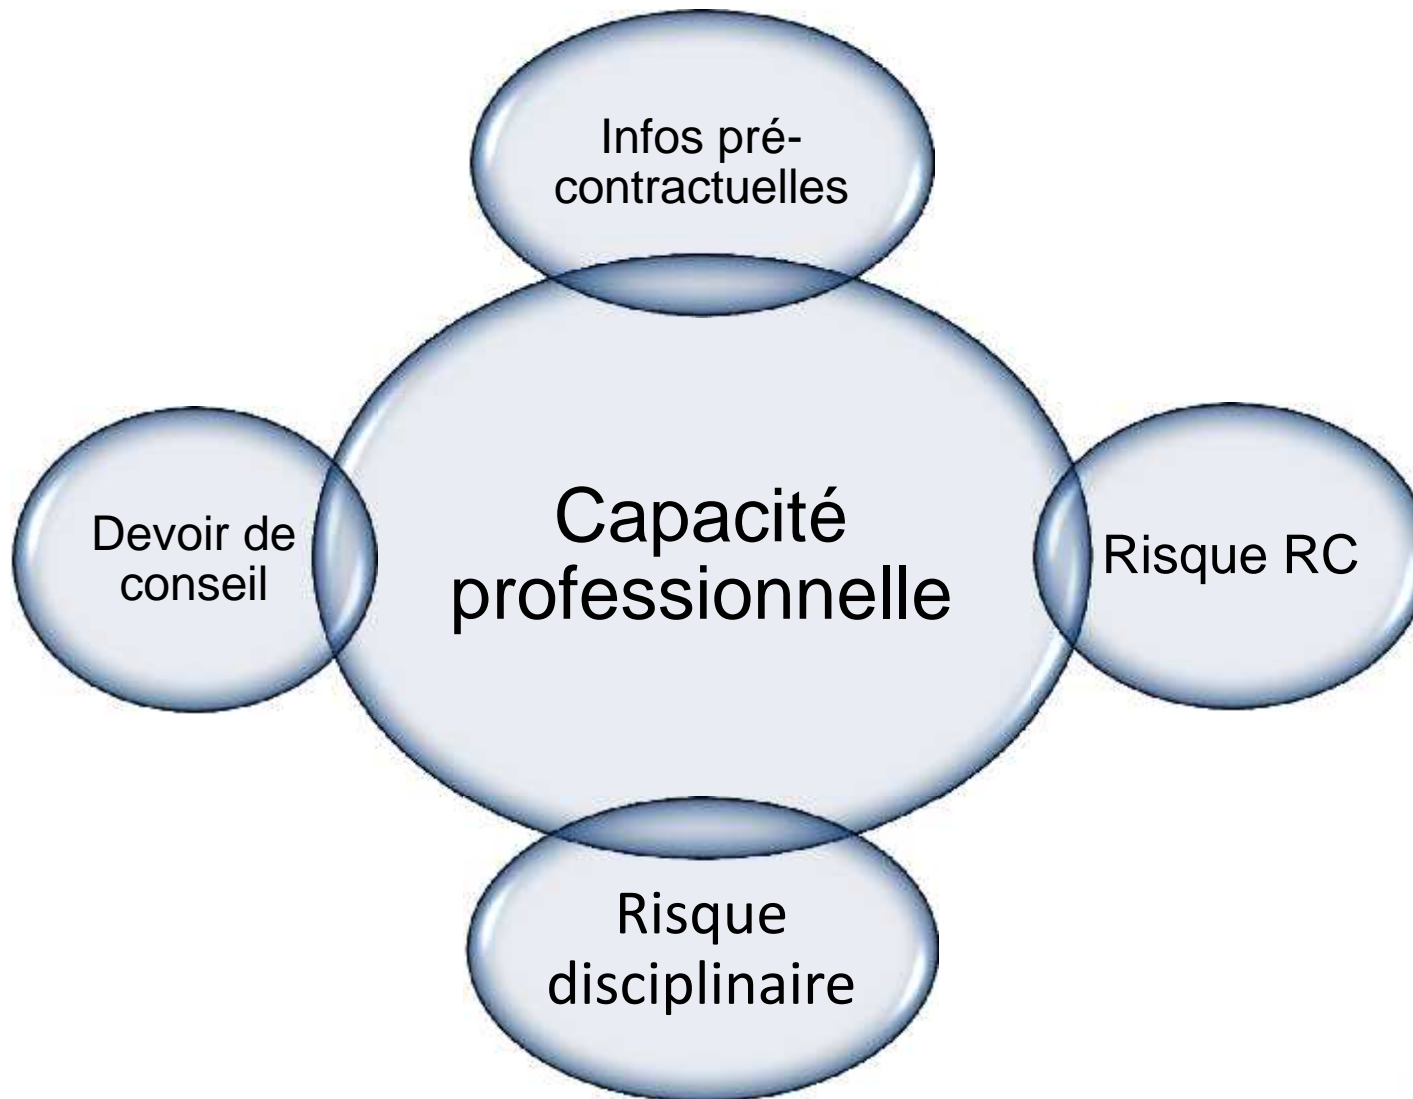 Infos pré-
contractuelles
Devoir de
conseil
Capacité
professionnelle
Risque RC
Risque
disciplinaire